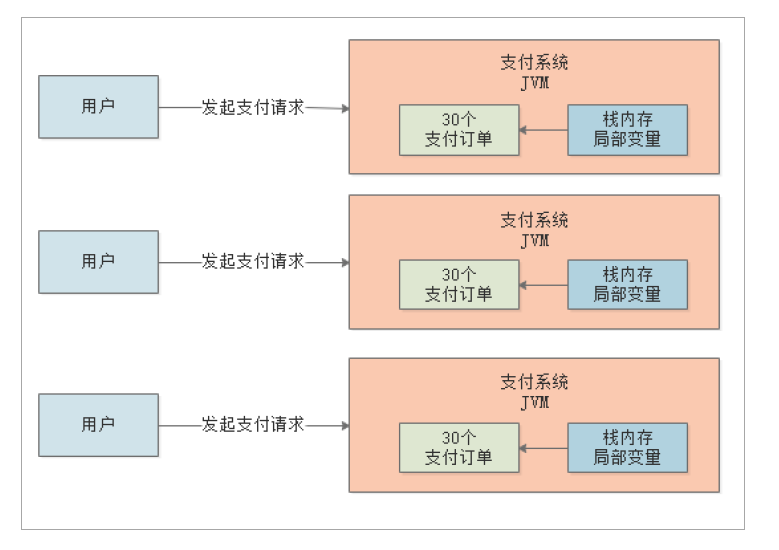 支付系统
JVM
用户
发起支付请求
30个
支付订单
栈内存
局部变量
支付系统
JVM
用户
发起支付请求
30个
支付订单
栈内存
局部变量
支付系统
JVM
用户
发起支付请求
30个
支付订单
栈内存
局部变量